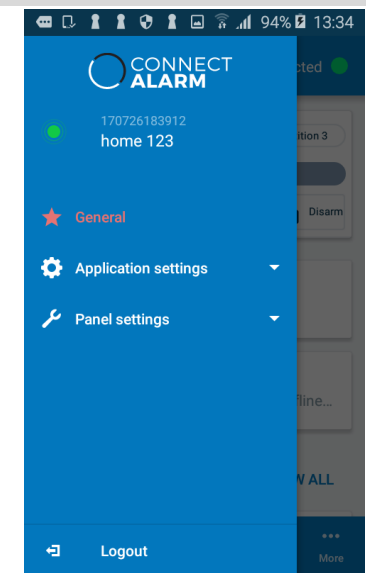 94% 13:34
CONNECT
ALARM
cted
170726183912
home 123
ition 3
General
Disarm
Application settings
Panel settings
fline...
W ALL
Logout
More